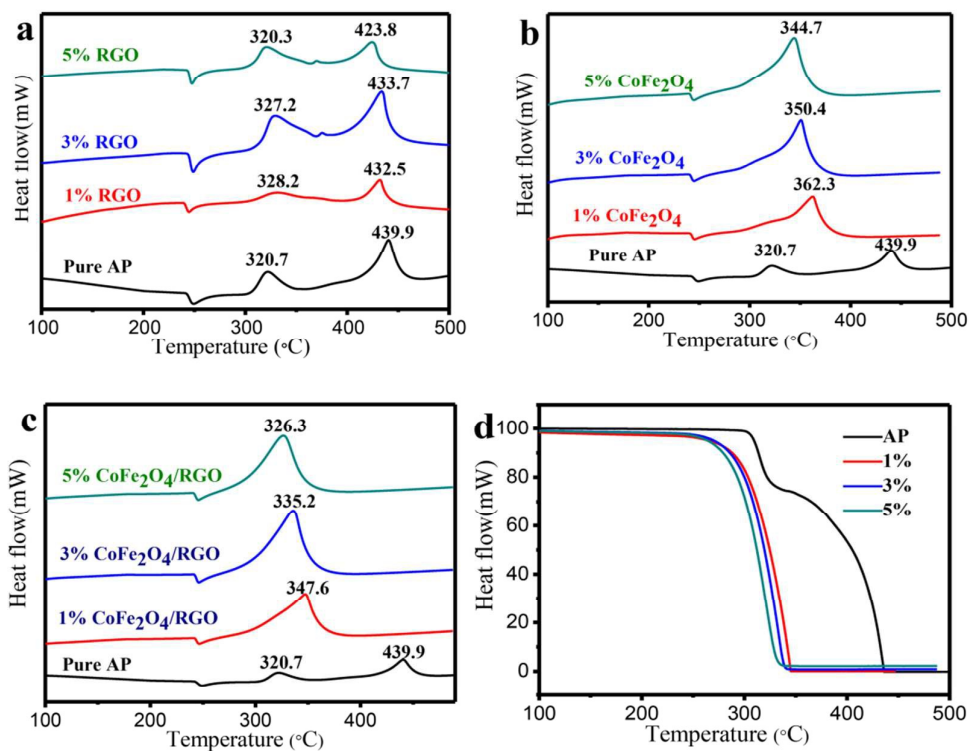 a
5% RGO
320.3
423.8
3% RGO
327.2
433.7
1% RGO
328.2
432.5
Pure AP
320.7
439.9
Heat flow(mW)
100 200 300 400 500
Temperature (°C)
b
344.7
5% CoFe₂O₄
350.4
3% CoFe₂O₄
362.3
1% CoFe₂O₄
Pure AP
320.7
439.9
Heat flow(mW)
100 200 300 400 500
Temperature (°C)
c
326.3
5% CoFe₂O₄/RGO
335.2
3% CoFe₂O₄/RGO
347.6
1% CoFe₂O₄/RGO
Pure AP
320.7
439.9
Heat flow(mW)
100 200 300 400
Temperature (°C)
d
AP
1%
3%
5%
Heat flow(mW)
100
80
60
40
20
0
100 200 300 400 500
Temperature (°C)